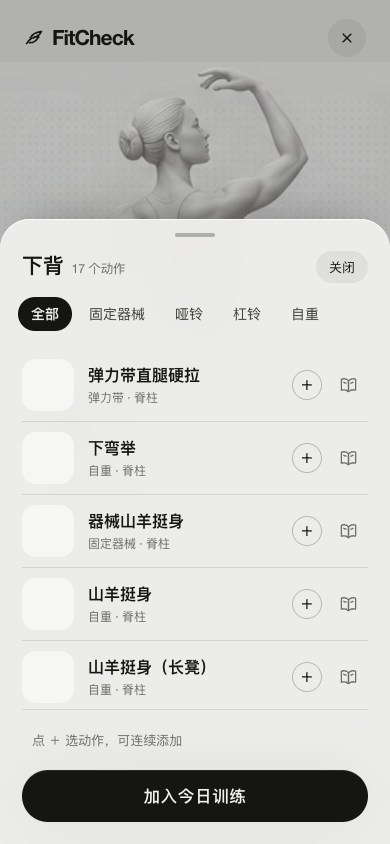 FitCheck
下背 17 个动作
关闭
全部 固定器械 哑铃 杠铃 自重
弹力带直腿硬拉
弹力带 · 脊柱
下弯举
自重 · 脊柱
器械山羊挺身
固定器械 · 脊柱
山羊挺身
自重 · 脊柱
山羊挺身（长凳）
自重 · 脊柱
点 ＋ 选动作，可连续添加
加入今日训练